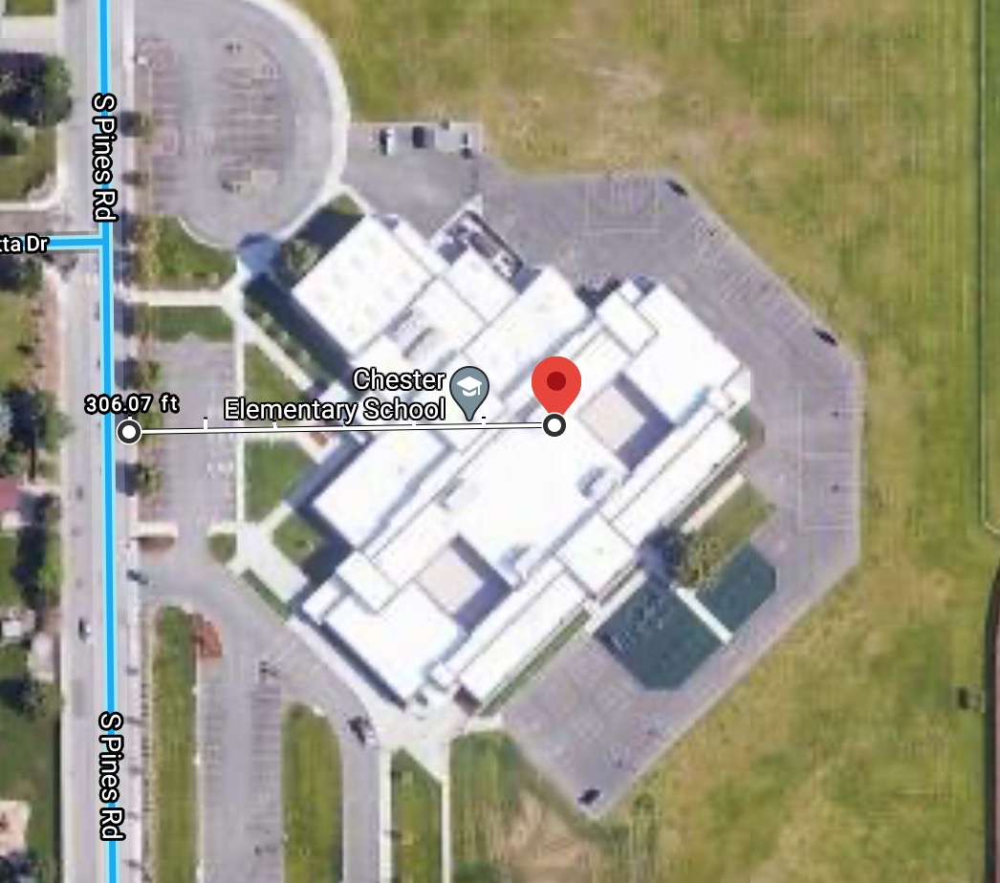 S Pines Rd
tta Dr
Chester
306.07 ft
Elementary School
S Pines Rd